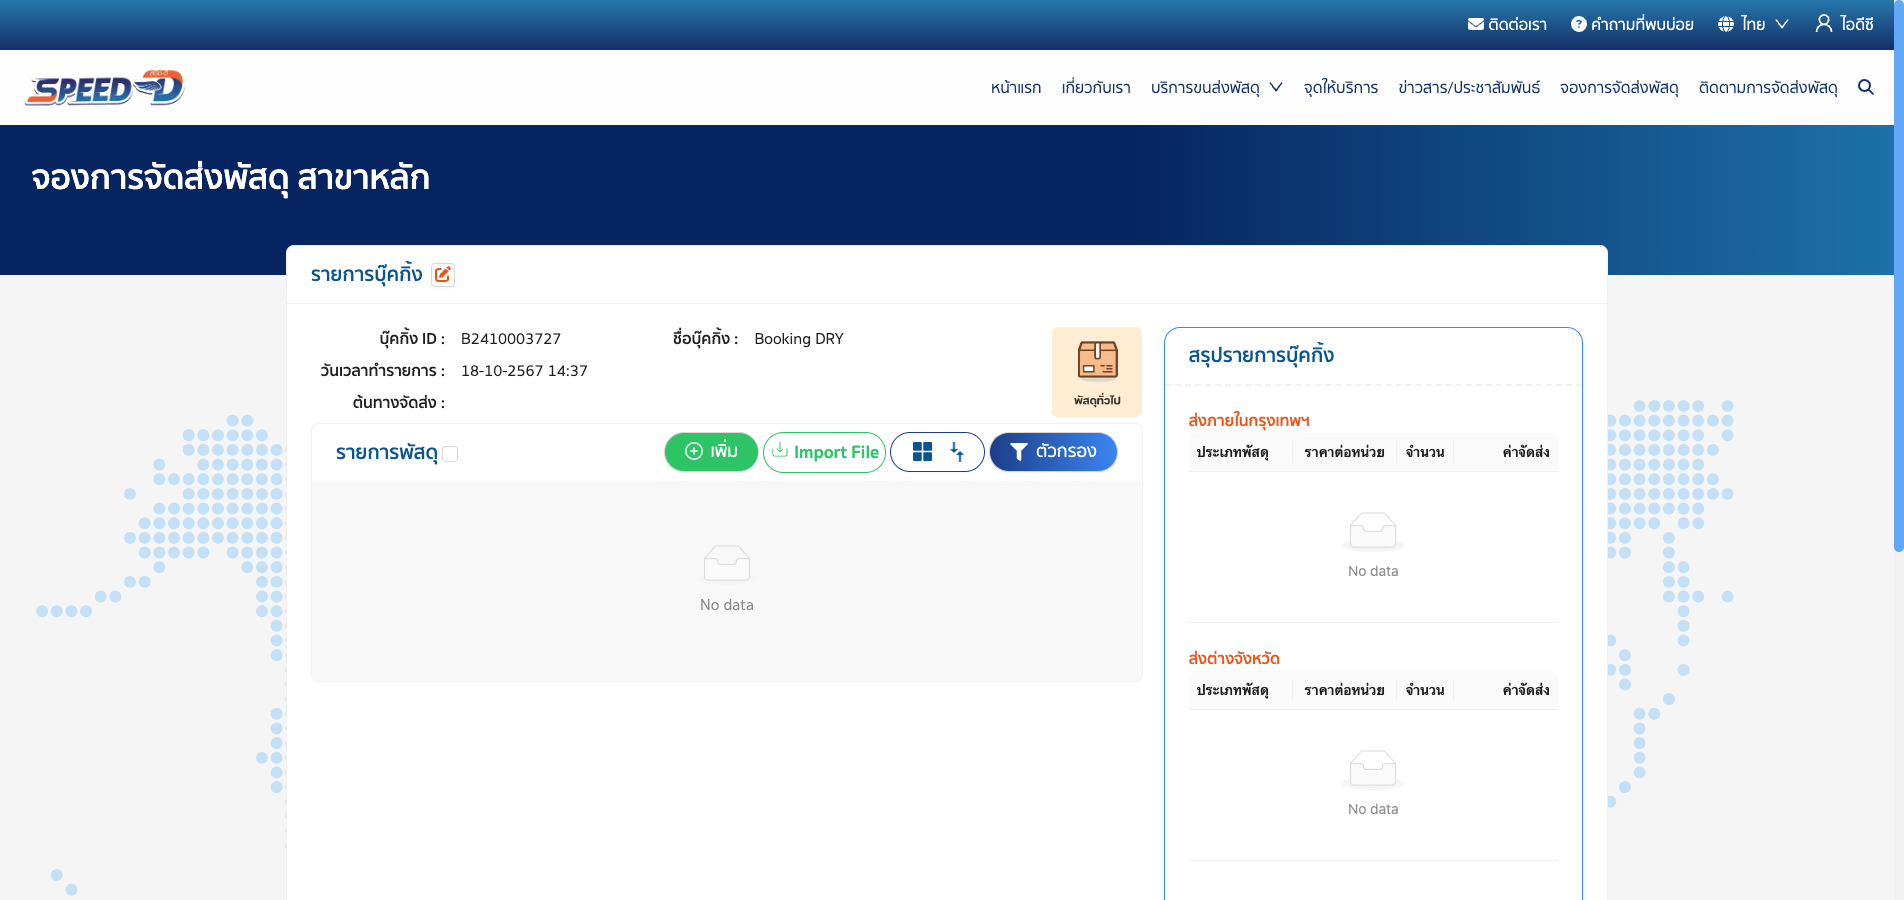 ติดต่อเรา คำถามที่พบบ่อย ไทย ไอดีซี
SPEED-D
หน้าแรก เกี่ยวกับเรา บริการขนส่งพัสดุ จุดให้บริการ ข่าวสาร/ประชาสัมพันธ์ จองการจัดส่งพัสดุ ติดตามการจัดส่งพัสดุ
จองการจัดส่งพัสดุ สาขาหลัก
รายการบุ๊คกิ้ง
บุ๊คกิ้ง ID : B2410003727 ชื่อบุ๊คกิ้ง : Booking DRY
วันเวลาทำรายการ : 18-10-2567 14:37
ต้นทางจัดส่ง :
พัสดุทั่วไป
รายการพัสดุ เพิ่ม Import File ตัวกรอง
No data
สรุปรายการบุ๊คกิ้ง
ส่งภายในกรุงเทพฯ
ประเภทพัสดุ ราคาต่อหน่วย จำนวน ค่าจัดส่ง
No data
ส่งต่างจังหวัด
ประเภทพัสดุ ราคาต่อหน่วย จำนวน ค่าจัดส่ง
No data